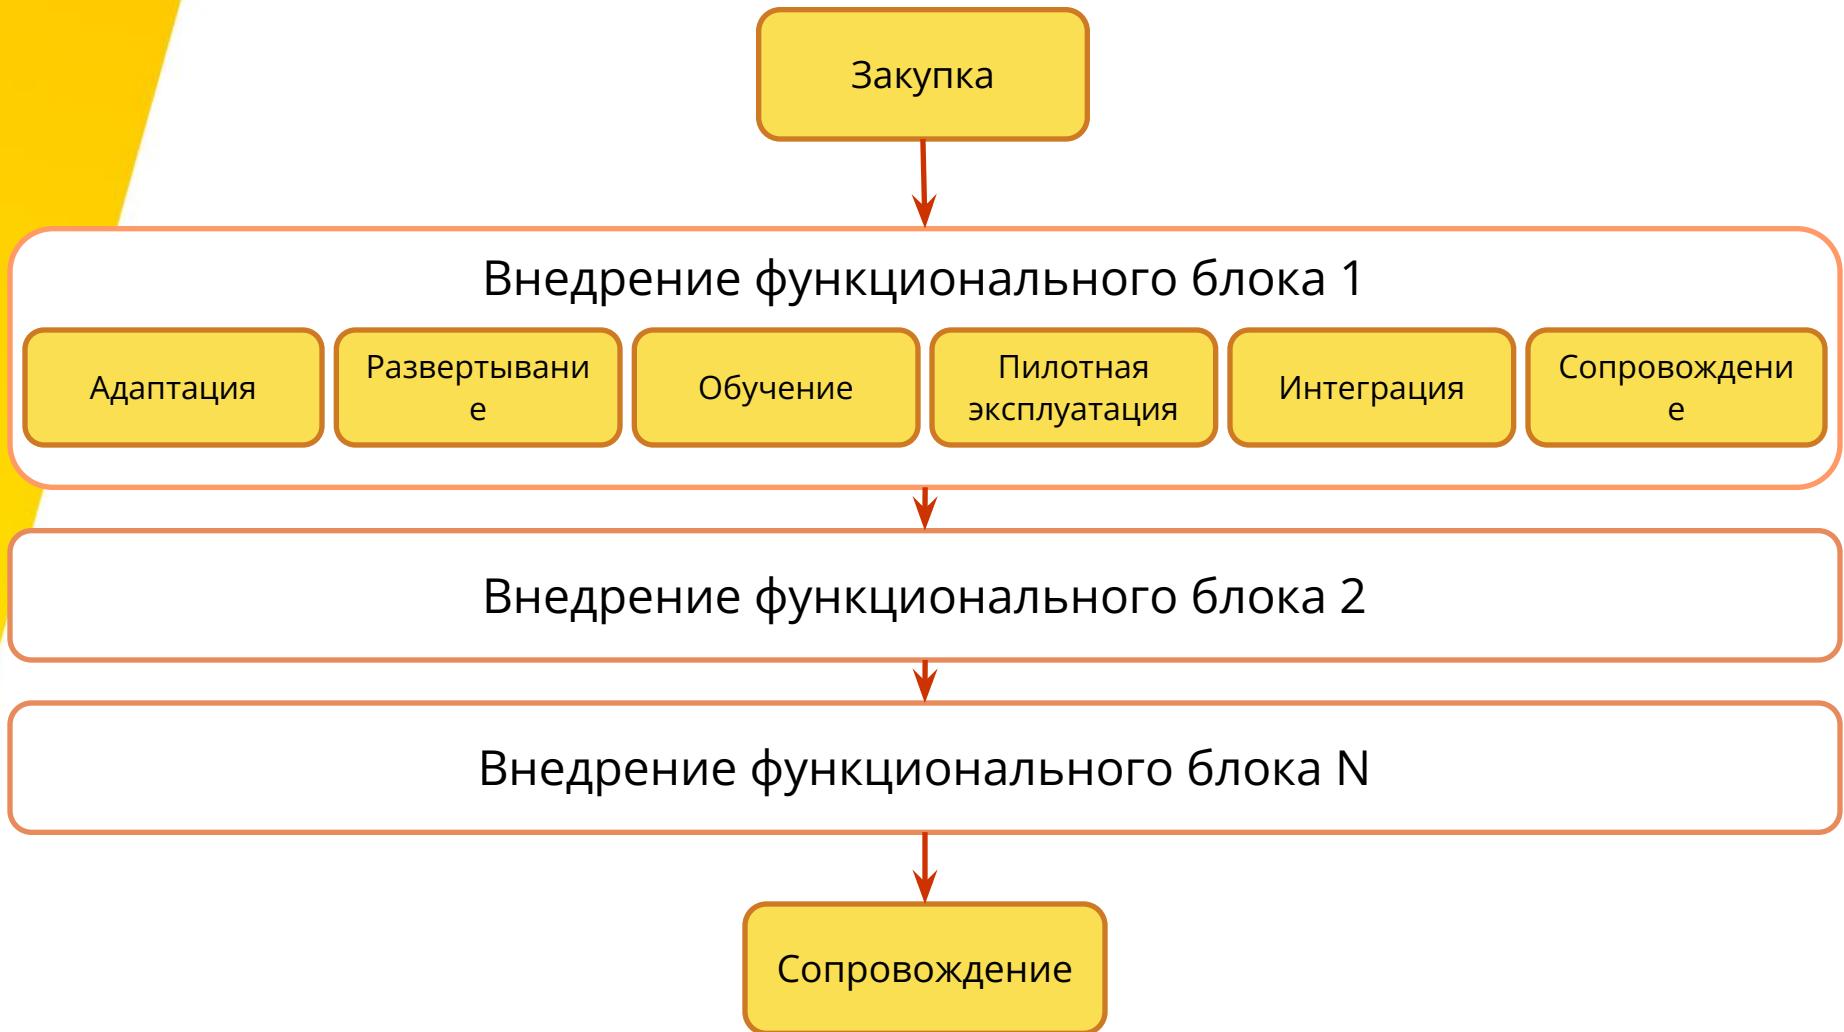 Закупка
Внедрение функционального блока 1
Адаптация
Развертывани
е
Обучение
Пилотная
эксплуатация
Интеграция
Сопровождени
е
Внедрение функционального блока 2
Внедрение функционального блока N
Сопровождение